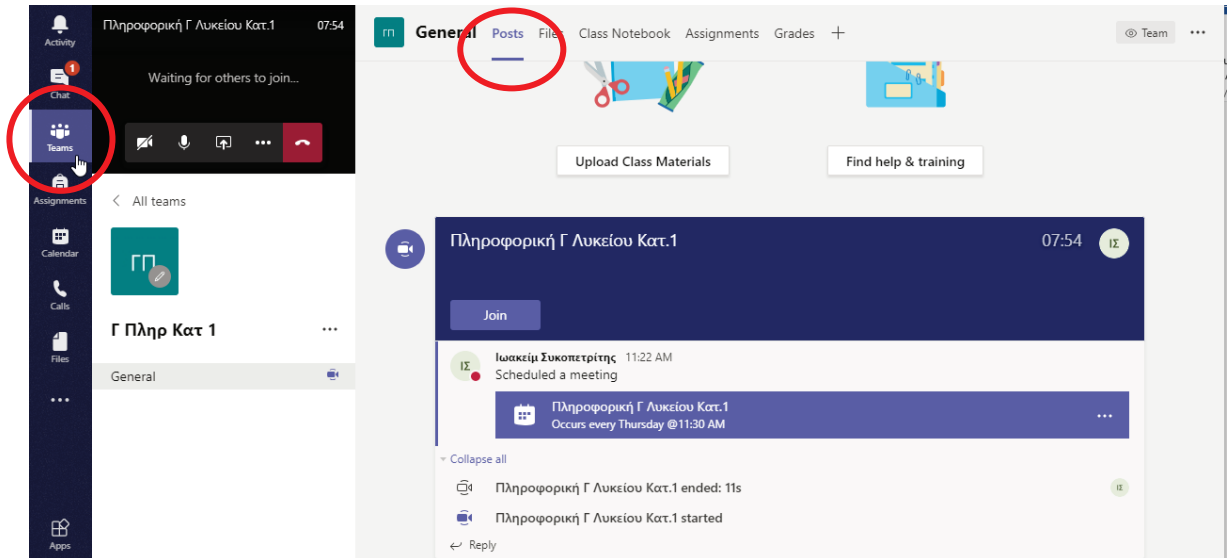 Activity
Chat
1
Teams
Assignments
Calendar
Calls
Files
Apps
Πληροφορική Γ Λυκείου Κατ.1 07:54
Waiting for others to join...
All teams
ΓΠ
Γ Πληρ Κατ 1
General
ΓΠ General Posts Files Class Notebook Assignments Grades + Team
Upload Class Materials Find help & training
Πληροφορική Γ Λυκείου Κατ.1 07:54 ΙΣ
Join
ΙΣ Ιωακείμ Συκοπετρίτης 11:22 AM
Scheduled a meeting
Πληροφορική Γ Λυκείου Κατ.1
Occurs every Thursday @11:30 AM
Collapse all
Πληροφορική Γ Λυκείου Κατ.1 ended: 11s ΙΣ
Πληροφορική Γ Λυκείου Κατ.1 started
Reply